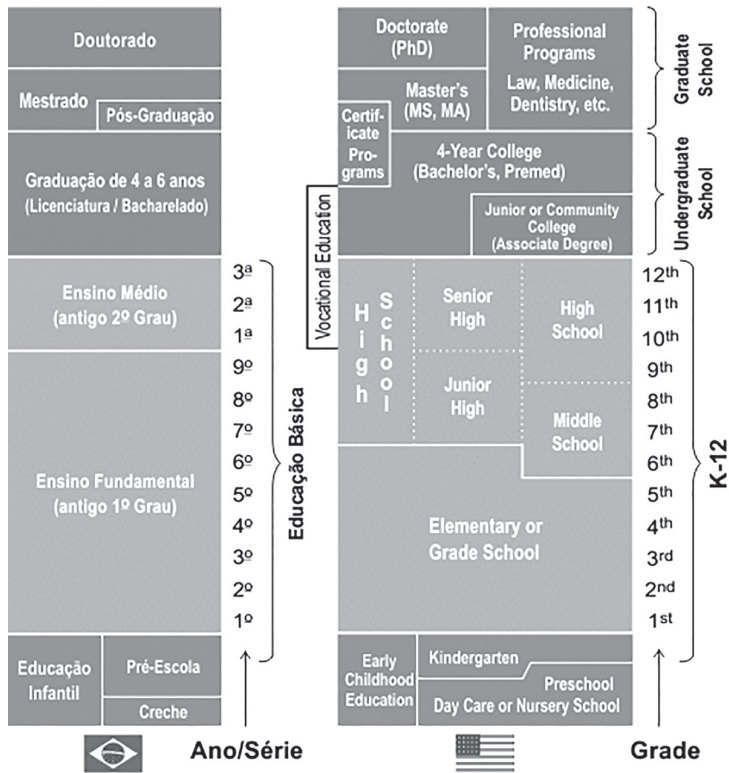 Doutorado
Mestrado
Pós-Graduação
Graduação de 4 a 6 anos
(Licenciatura / Bacharelado)
Ensino Médio
(antigo 2º Grau)
Ensino Fundamental
(antigo 1º Grau)
Educação
Infantil
Pré-Escola
Creche
3ª
2ª
1ª
9º
8º
7º
6º
5º
4º
3º
2º
1º
Educação Básica
Ano/Série
Doctorate
(PhD)
Professional
Programs
Law, Medicine,
Dentistry, etc.
Master's
(MS, MA)
Certif-
icate
Pro-
grams
4-Year College
(Bachelor's, Premed)
Junior or Community
College
(Associate Degree)
Vocational Education
High
School
Senior
High
High
School
Junior
High
Middle
School
Elementary or
Grade School
Early
Childhood
Education
Kindergarten
Preschool
Day Care or Nursery School
12th
11th
10th
9th
8th
7th
6th
5th
4th
3rd
2nd
1st
Graduate
School
Undergraduate
School
K-12
Grade